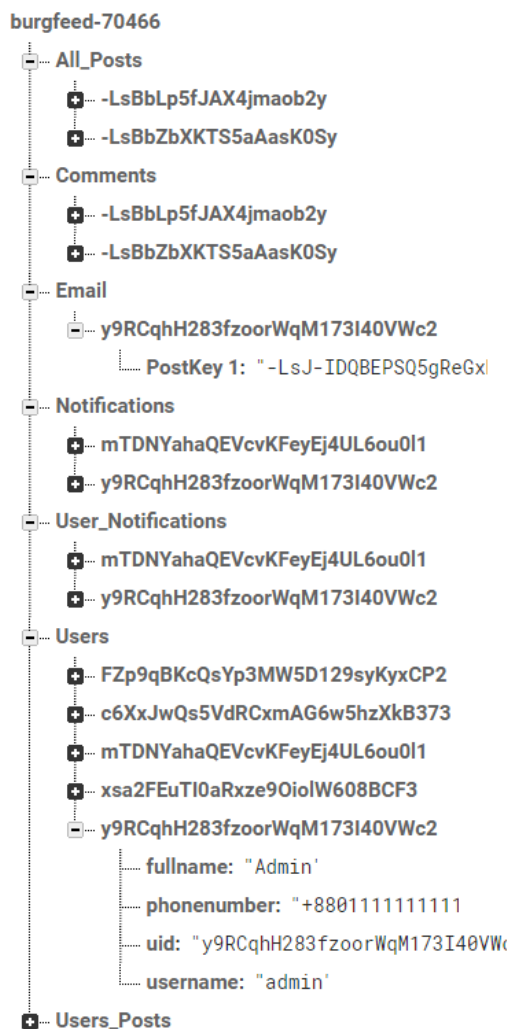 burgfeed-70466
All_Posts
-LsBbLp5fJAX4jmaob2y
-LsBbZbXKTS5aAasK0Sy
Comments
-LsBbLp5fJAX4jmaob2y
-LsBbZbXKTS5aAasK0Sy
Email
y9RCqhH283fzoorWqM173I40VWc2
PostKey 1: "-LsJ-IDQBEPSQ5gReGx
Notifications
mTDNYahaQEVcvKFeyEj4UL6ou0l1
y9RCqhH283fzoorWqM173I40VWc2
User_Notifications
mTDNYahaQEVcvKFeyEj4UL6ou0l1
y9RCqhH283fzoorWqM173I40VWc2
Users
FZp9qBKcQsYp3MW5D129syKyxCP2
c6XxJwQs5VdRCxmAG6w5hzXkB373
mTDNYahaQEVcvKFeyEj4UL6ou0l1
xsa2FEuTI0aRxze9OiolW608BCF3
y9RCqhH283fzoorWqM173I40VWc2
fullname: "Admin'
phonenumber: "+8801111111111
uid: "y9RCqhH283fzoorWqM173I40VWc
username: "admin'
Users_Posts